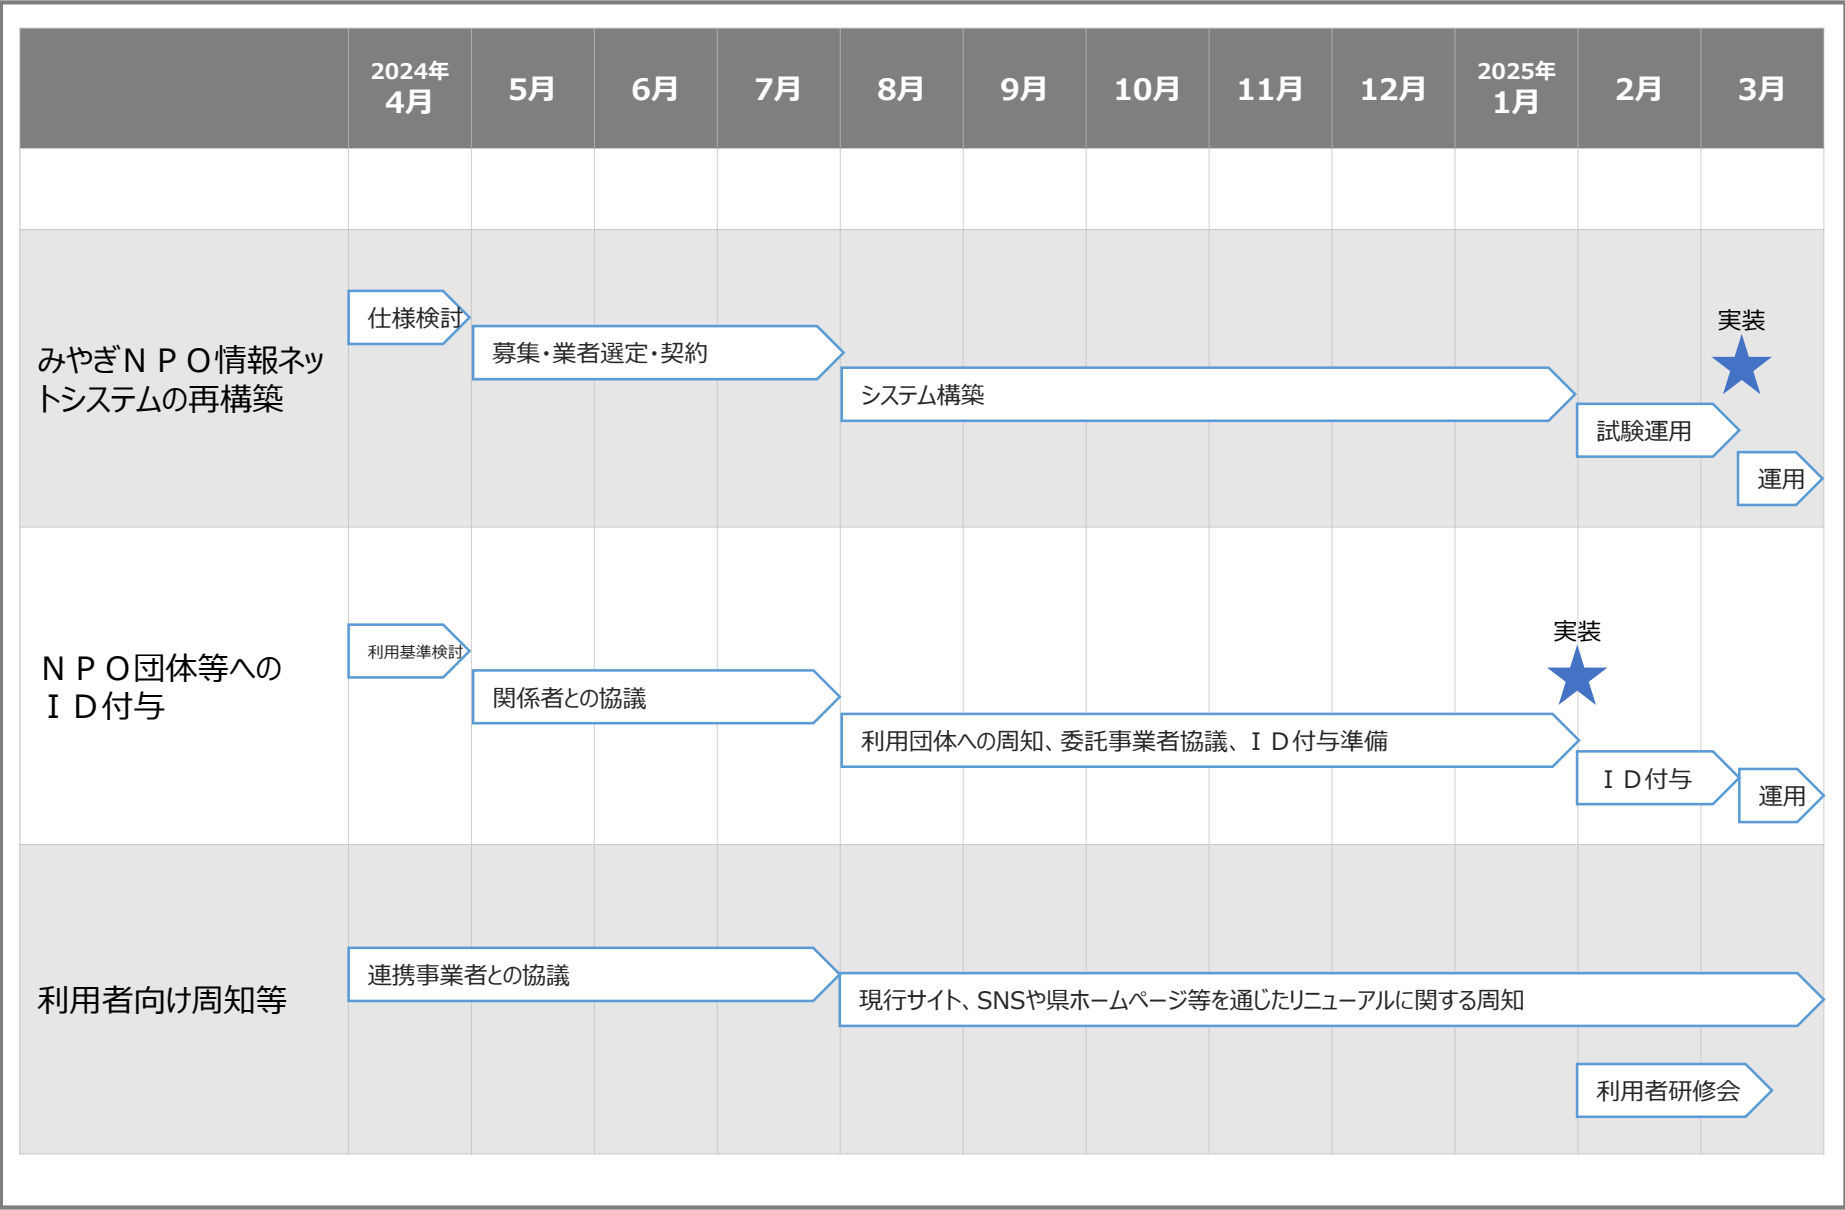 2024年
4月
5月
6月
7月
8月
9月
10月
11月
12月
2025年
1月
2月
3月
みやぎＮＰＯ情報ネッ
トシステムの再構築
仕様検討
募集・業者選定・契約
システム構築
試験運用
実装
運用
ＮＰＯ団体等への
ＩＤ付与
利用基準検討
関係者との協議
利用団体への周知、委託事業者協議、ＩＤ付与準備
実装
ＩＤ付与
運用
利用者向け周知等
連携事業者との協議
現行サイト、SNSや県ホームページ等を通じたリニューアルに関する周知
利用者研修会